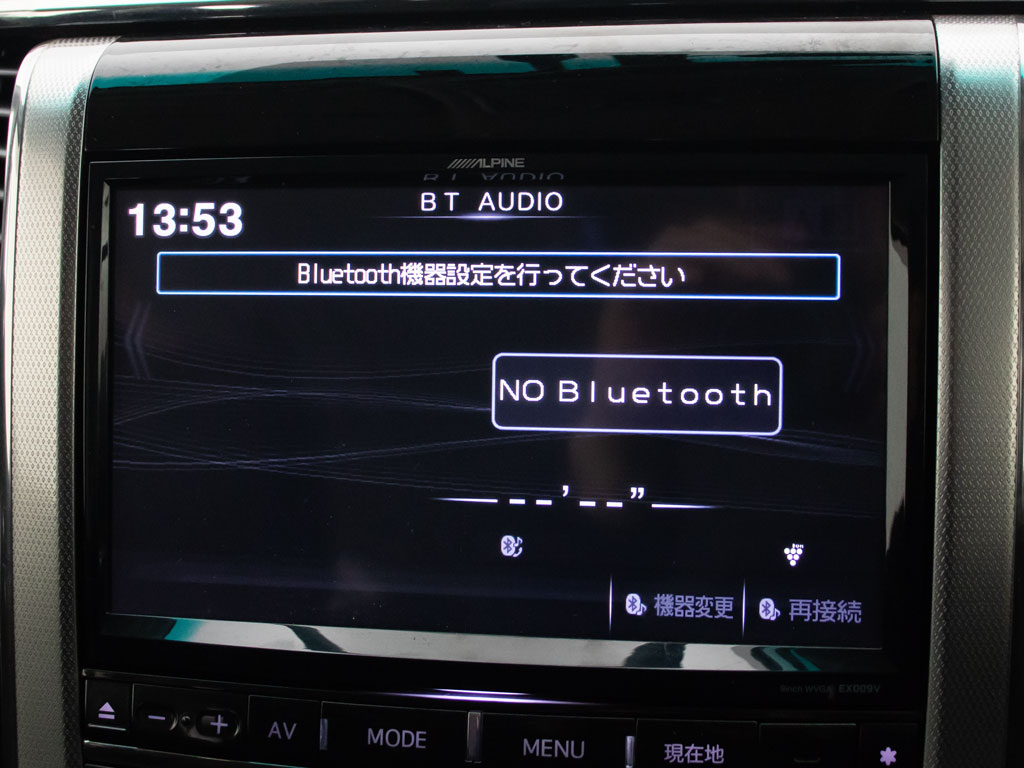 ALPINE
BT AUDIO
13:53
Bluetooth機器設定を行ってください
NO Bluetooth
_ _ ' _ _ ”
機器変更
再接続
9inch WVGA EX009V
AV
MODE
MENU
現在地